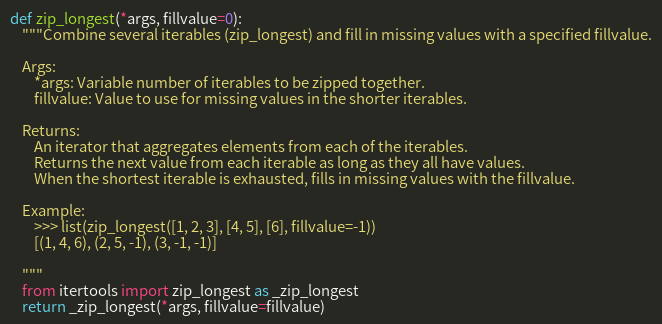 def zip_longest(*args, fillvalue=0):
    """Combine several iterables (zip_longest) and fill in missing values with a specified fillvalue.

    Args:
        *args: Variable number of iterables to be zipped together.
        fillvalue: Value to use for missing values in the shorter iterables.

    Returns:
        An iterator that aggregates elements from each of the iterables.
        Returns the next value from each iterable as long as they all have values.
        When the shortest iterable is exhausted, fills in missing values with the fillvalue.

    Example:
        >>> list(zip_longest([1, 2, 3], [4, 5], [6], fillvalue=-1))
        [(1, 4, 6), (2, 5, -1), (3, -1, -1)]

    """
    from itertools import zip_longest as _zip_longest
    return _zip_longest(*args, fillvalue=fillvalue)